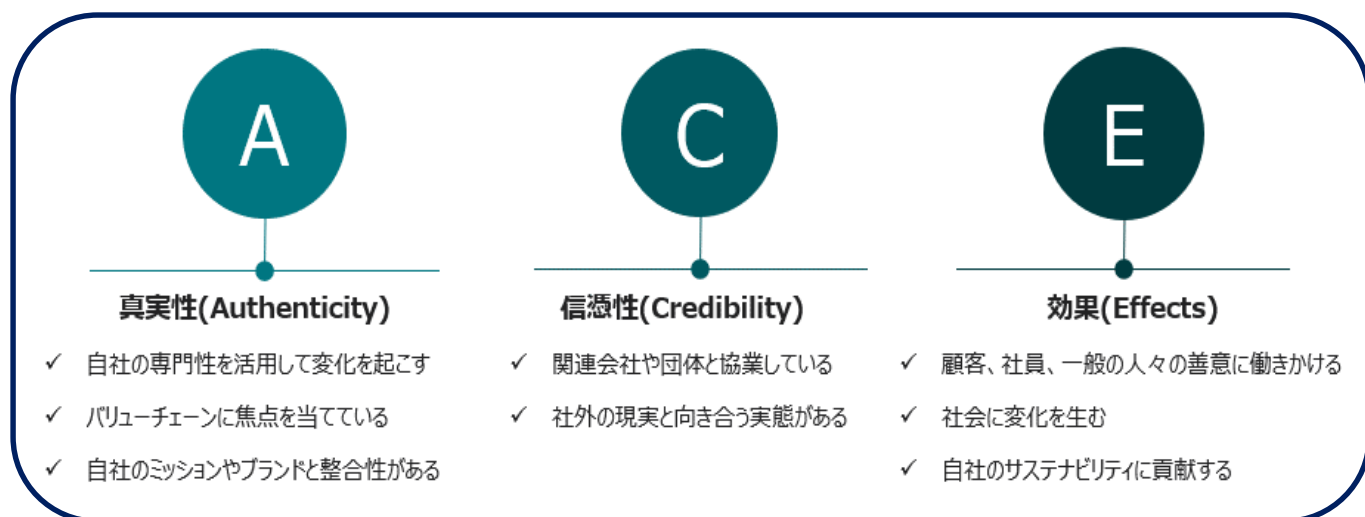 A
真実性(Authenticity)
✓ 自社の専門性を活用して変化を起こす
✓ バリューチェーンに焦点を当てている
✓ 自社のミッションやブランドと整合性がある
C
信憑性(Credibility)
✓ 関連会社や団体と協業している
✓ 社外の現実と向き合う実態がある
E
効果(Effects)
✓ 顧客、社員、一般の人々の善意に働きかける
✓ 社会に変化を生む
✓ 自社のサステナビリティに貢献する